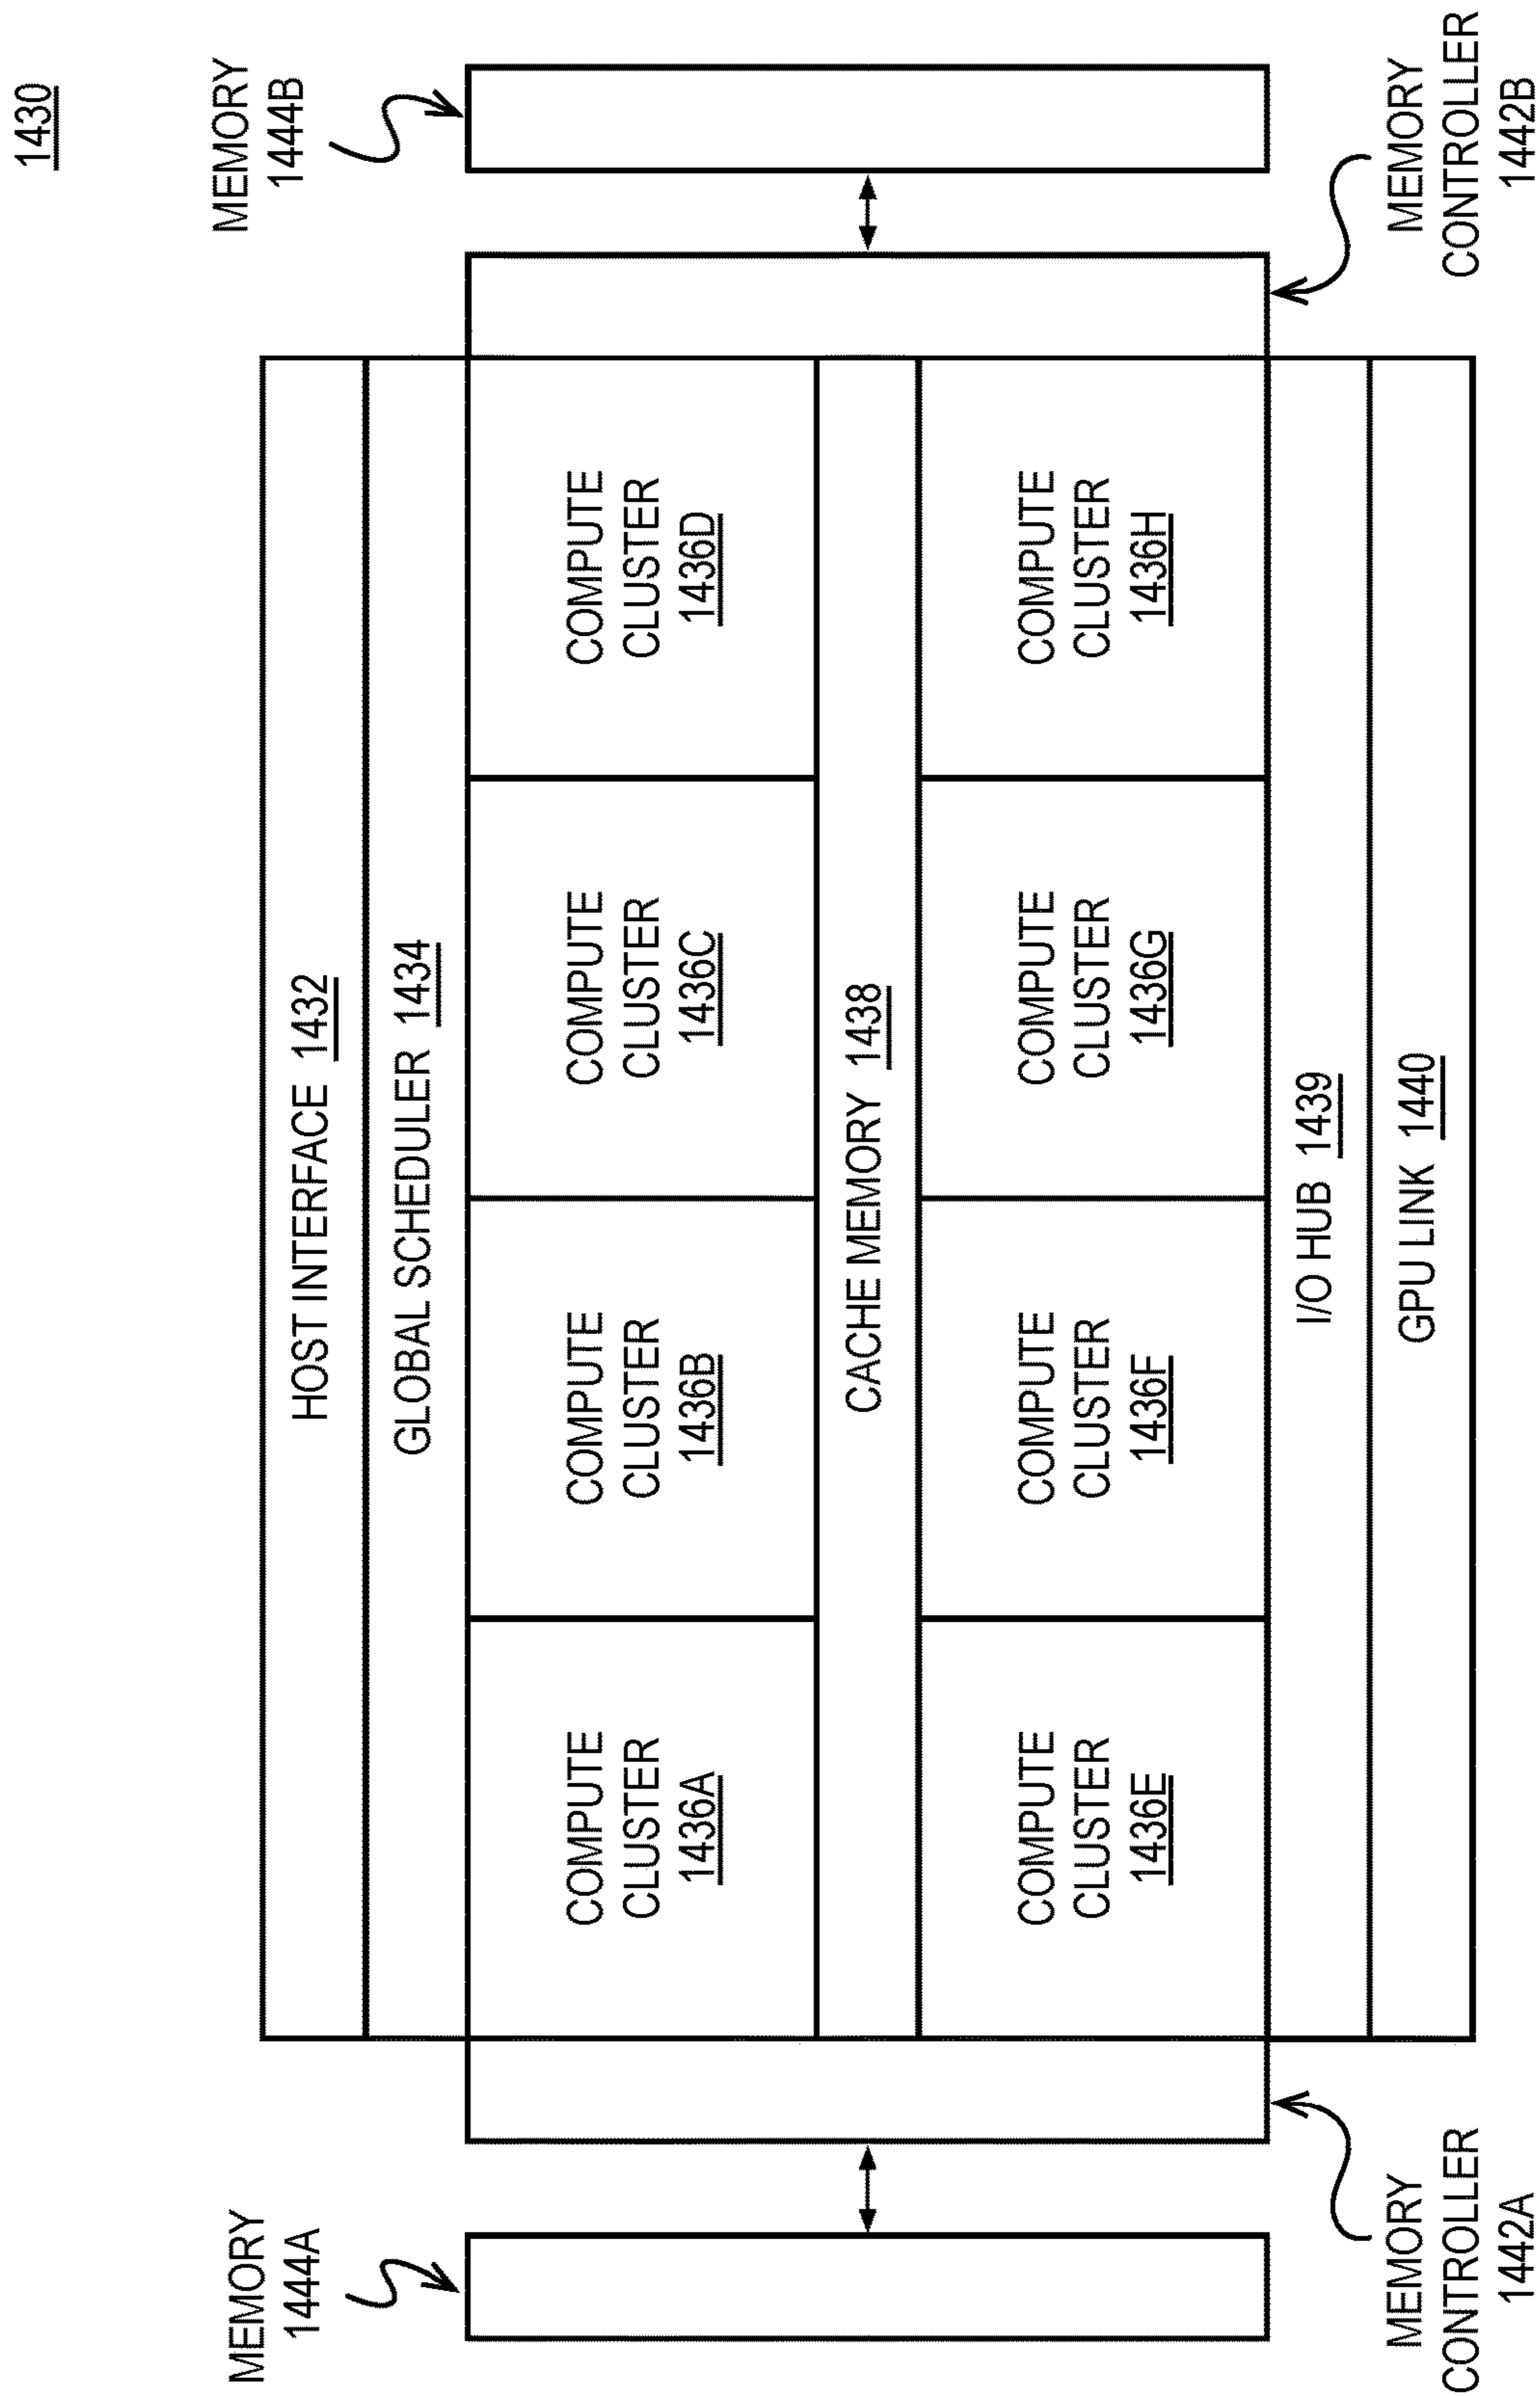 1430
MEMORY
1444A
MEMORY
1444B
HOST INTERFACE 1432
GLOBAL SCHEDULER 1434
COMPUTE
CLUSTER
1436A
COMPUTE
CLUSTER
1436B
COMPUTE
CLUSTER
1436C
COMPUTE
CLUSTER
1436D
CACHE MEMORY 1438
COMPUTE
CLUSTER
1436E
COMPUTE
CLUSTER
1436F
COMPUTE
CLUSTER
1436G
COMPUTE
CLUSTER
1436H
I/O HUB 1439
GPU LINK 1440
MEMORY
CONTROLLER
1442A
MEMORY
CONTROLLER
1442B